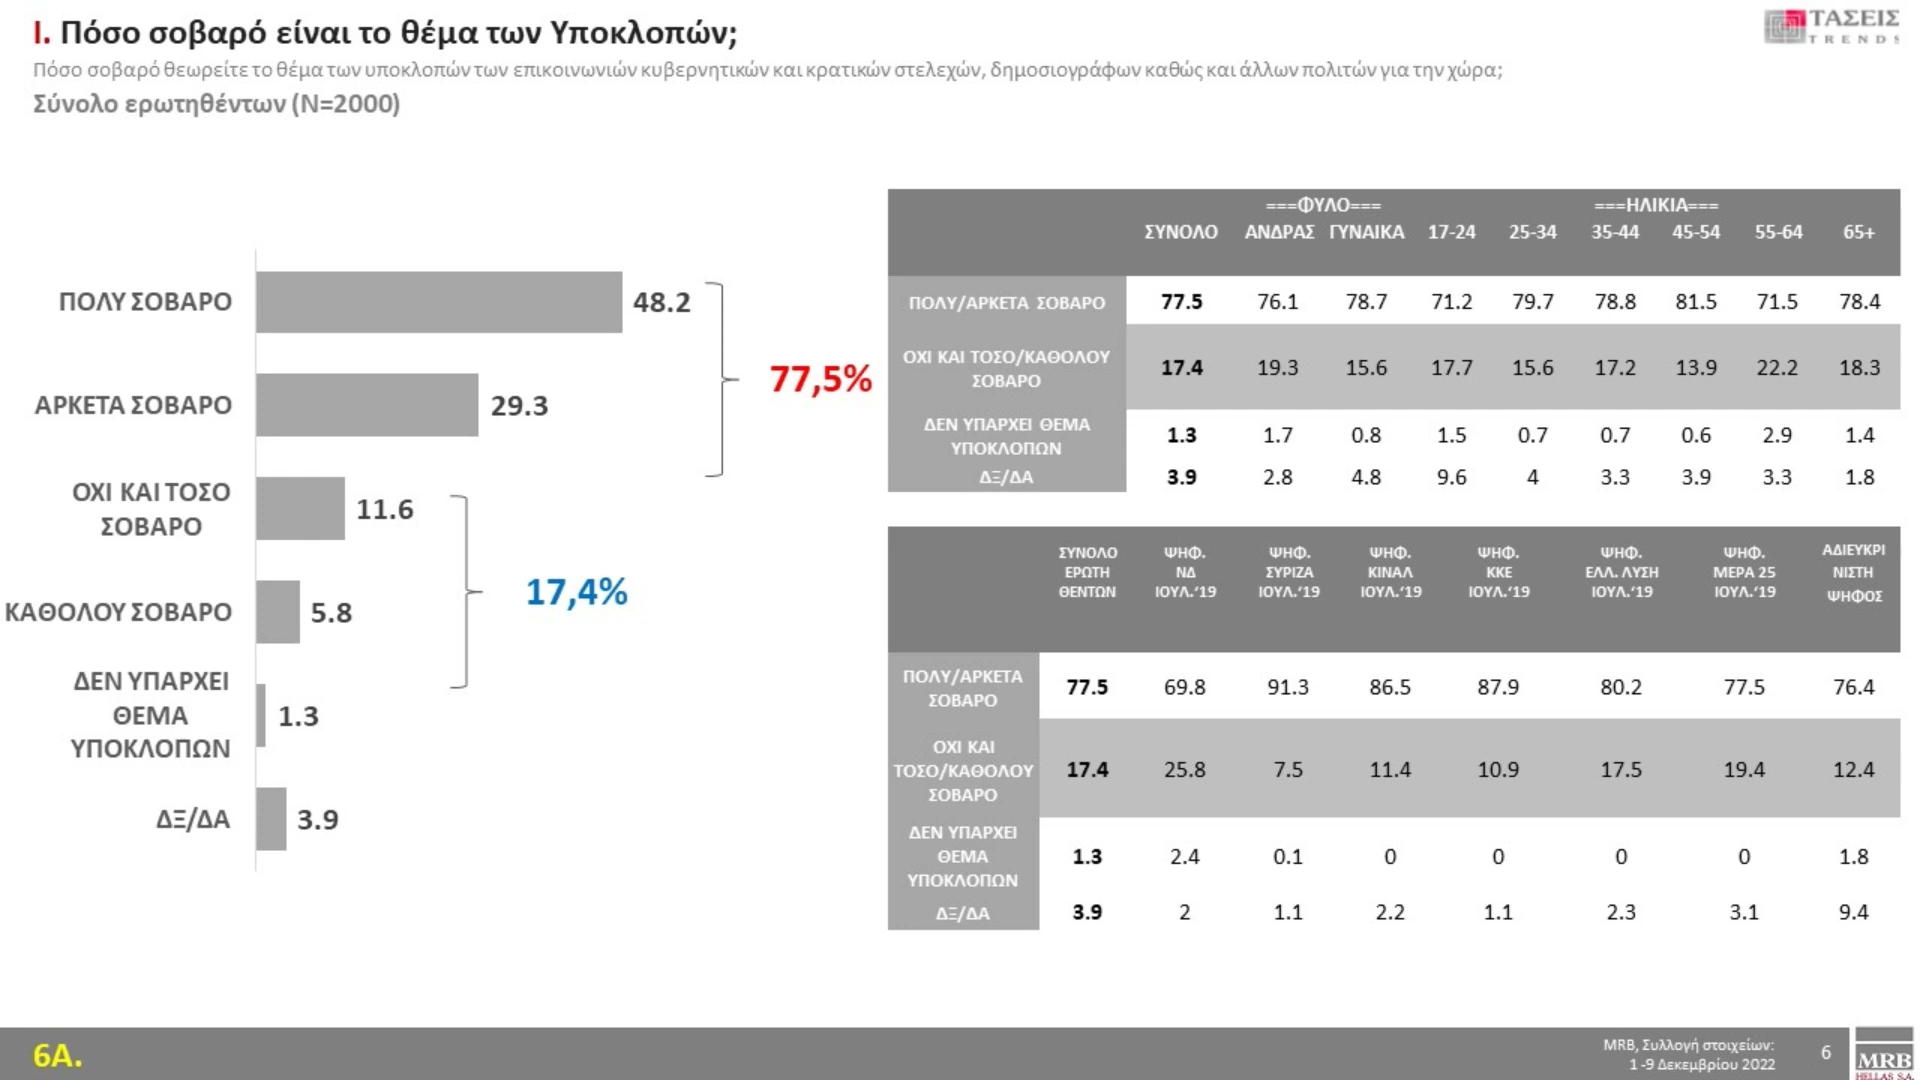 Ι. Πόσο σοβαρό είναι το θέμα των Υποκλοπών;
Πόσο σοβαρό θεωρείτε το θέμα των υποκλοπών των επικοινωνιών κυβερνητικών και κρατικών στελεχών, δημοσιογράφων καθώς και άλλων πολιτών για την χώρα;
Σύνολο ερωτηθέντων (Ν=2000)
ΤΑΣΕΙΣ
TRENDS
ΠΟΛΥ ΣΟΒΑΡΟ 48.2
ΑΡΚΕΤΑ ΣΟΒΑΡΟ 29.3
77,5%
ΟΧΙ ΚΑΙ ΤΟΣΟ
ΣΟΒΑΡΟ
11.6
ΚΑΘΟΛΟΥ ΣΟΒΑΡΟ 5.8
17,4%
ΔΕΝ ΥΠΑΡΧΕΙ
ΘΕΜΑ
ΥΠΟΚΛΟΠΩΝ
1.3
ΔΞ/ΔΑ 3.9
===ΦΥΛΟ=== ===ΗΛΙΚΙΑ===
ΣΥΝΟΛΟ ΑΝΔΡΑΣ ΓΥΝΑΙΚΑ 17-24 25-34 35-44 45-54 55-64 65+
ΠΟΛΥ/ΑΡΚΕΤΑ ΣΟΒΑΡΟ 77.5 76.1 78.7 71.2 79.7 78.8 81.5 71.5 78.4
ΟΧΙ ΚΑΙ ΤΟΣΟ/ΚΑΘΟΛΟΥ
ΣΟΒΑΡΟ
17.4 19.3 15.6 17.7 15.6 17.2 13.9 22.2 18.3
ΔΕΝ ΥΠΑΡΧΕΙ ΘΕΜΑ
ΥΠΟΚΛΟΠΩΝ
1.3 1.7 0.8 1.5 0.7 0.7 0.6 2.9 1.4
ΔΞ/ΔΑ 3.9 2.8 4.8 9.6 4 3.3 3.9 3.3 1.8
ΣΥΝΟΛΟ ΨΗΦ. ΨΗΦ. ΨΗΦ. ΨΗΦ. ΨΗΦ. ΨΗΦ. ΑΔΙΕΥΚΡΙ
ΕΡΩΤΗ ΝΔ ΣΥΡΙΖΑ ΚΙΝΑΛ ΚΚΕ ΕΛΛ. ΛΥΣΗ ΜΕΡΑ 25 ΝΙΣΤΗ
ΘΕΝΤΩΝ ΙΟΥΛ.‘19 ΙΟΥΛ.‘19 ΙΟΥΛ.‘19 ΙΟΥΛ.‘19 ΙΟΥΛ.‘19 ΙΟΥΛ.‘19 ΨΗΦΟΣ
ΠΟΛΥ/ΑΡΚΕΤΑ
ΣΟΒΑΡΟ
77.5 69.8 91.3 86.5 87.9 80.2 77.5 76.4
ΟΧΙ ΚΑΙ
ΤΟΣΟ/ΚΑΘΟΛΟΥ
ΣΟΒΑΡΟ
17.4 25.8 7.5 11.4 10.9 17.5 19.4 12.4
ΔΕΝ ΥΠΑΡΧΕΙ
ΘΕΜΑ
ΥΠΟΚΛΟΠΩΝ
1.3 2.4 0.1 0 0 0 0 1.8
ΔΞ/ΔΑ 3.9 2 1.1 2.2 1.1 2.3 3.1 9.4
6Α.
MRB, Συλλογή στοιχείων:
1 -9 Δεκεμβρίου 2022
6
MRB
HELLAS S.A.